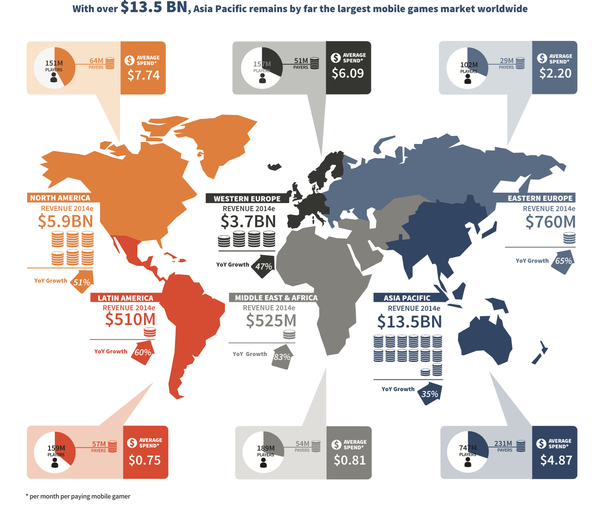 With over $13.5 BN, Asia Pacific remains by far the largest mobile games market worldwide
151M
PLAYERS
64M
PAYERS
$ AVERAGE
SPEND*
$7.74
157M
PLAYERS
51M
PAYERS
$ AVERAGE
SPEND*
$6.09
102M
PLAYERS
29M
PAYERS
$ AVERAGE
SPEND*
$2.20
NORTH AMERICA
REVENUE 2014e
$5.9BN
YoY Growth
51%
WESTERN EUROPE
REVENUE 2014e
$3.7BN
YoY Growth
47%
EASTERN EUROPE
REVENUE 2014e
$760M
YoY Growth
65%
LATIN AMERICA
REVENUE 2014e
$510M
YoY Growth
60%
MIDDLE EAST & AFRICA
REVENUE 2014e
$525M
YoY Growth
83%
ASIA PACIFIC
REVENUE 2014e
$13.5BN
YoY Growth
35%
159M
PLAYERS
57M
PAYERS
$ AVERAGE
SPEND*
$0.75
189M
PLAYERS
54M
PAYERS
$ AVERAGE
SPEND*
$0.81
747M
PLAYERS
231M
PAYERS
$ AVERAGE
SPEND*
$4.87
* per month per paying mobile gamer